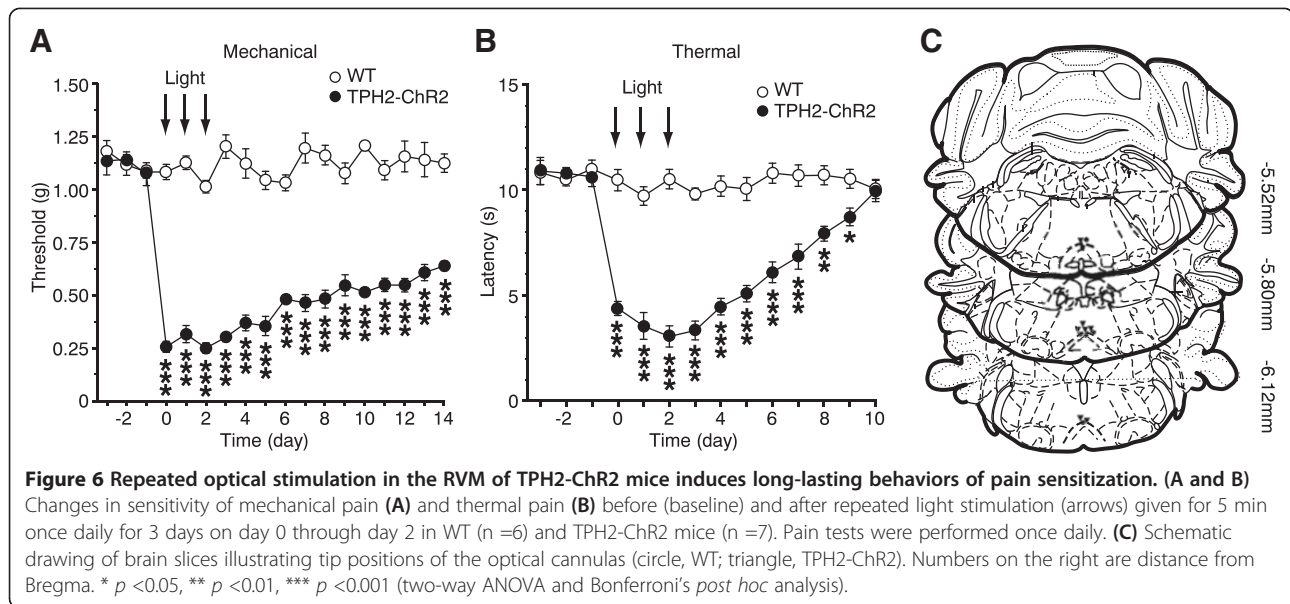 A
Mechanical
Light
WT
TPH2-ChR2
1.50
1.25
1.00
0.75
0.50
0.25
0
Threshold (g)
-2 0 2 4 6 8 10 12 14
Time (day)
*** *** *** *** *** *** *** *** *** *** *** *** *** *** ***
B
Thermal
Light
WT
TPH2-ChR2
15
10
5
0
Latency (s)
-2 0 2 4 6 8 10
Time (day)
*** *** *** *** *** *** *** *** ** *
C
-5.52mm
-5.80mm
-6.12mm
Figure 6 Repeated optical stimulation in the RVM of TPH2-ChR2 mice induces long-lasting behaviors of pain sensitization. (A and B)
Changes in sensitivity of mechanical pain (A) and thermal pain (B) before (baseline) and after repeated light stimulation (arrows) given for 5 min
once daily for 3 days on day 0 through day 2 in WT (n =6) and TPH2-ChR2 mice (n =7). Pain tests were performed once daily. (C) Schematic
drawing of brain slices illustrating tip positions of the optical cannulas (circle, WT; triangle, TPH2-ChR2). Numbers on the right are distance from
Bregma. * p <0.05, ** p <0.01, *** p <0.001 (two-way ANOVA and Bonferroni's post hoc analysis).